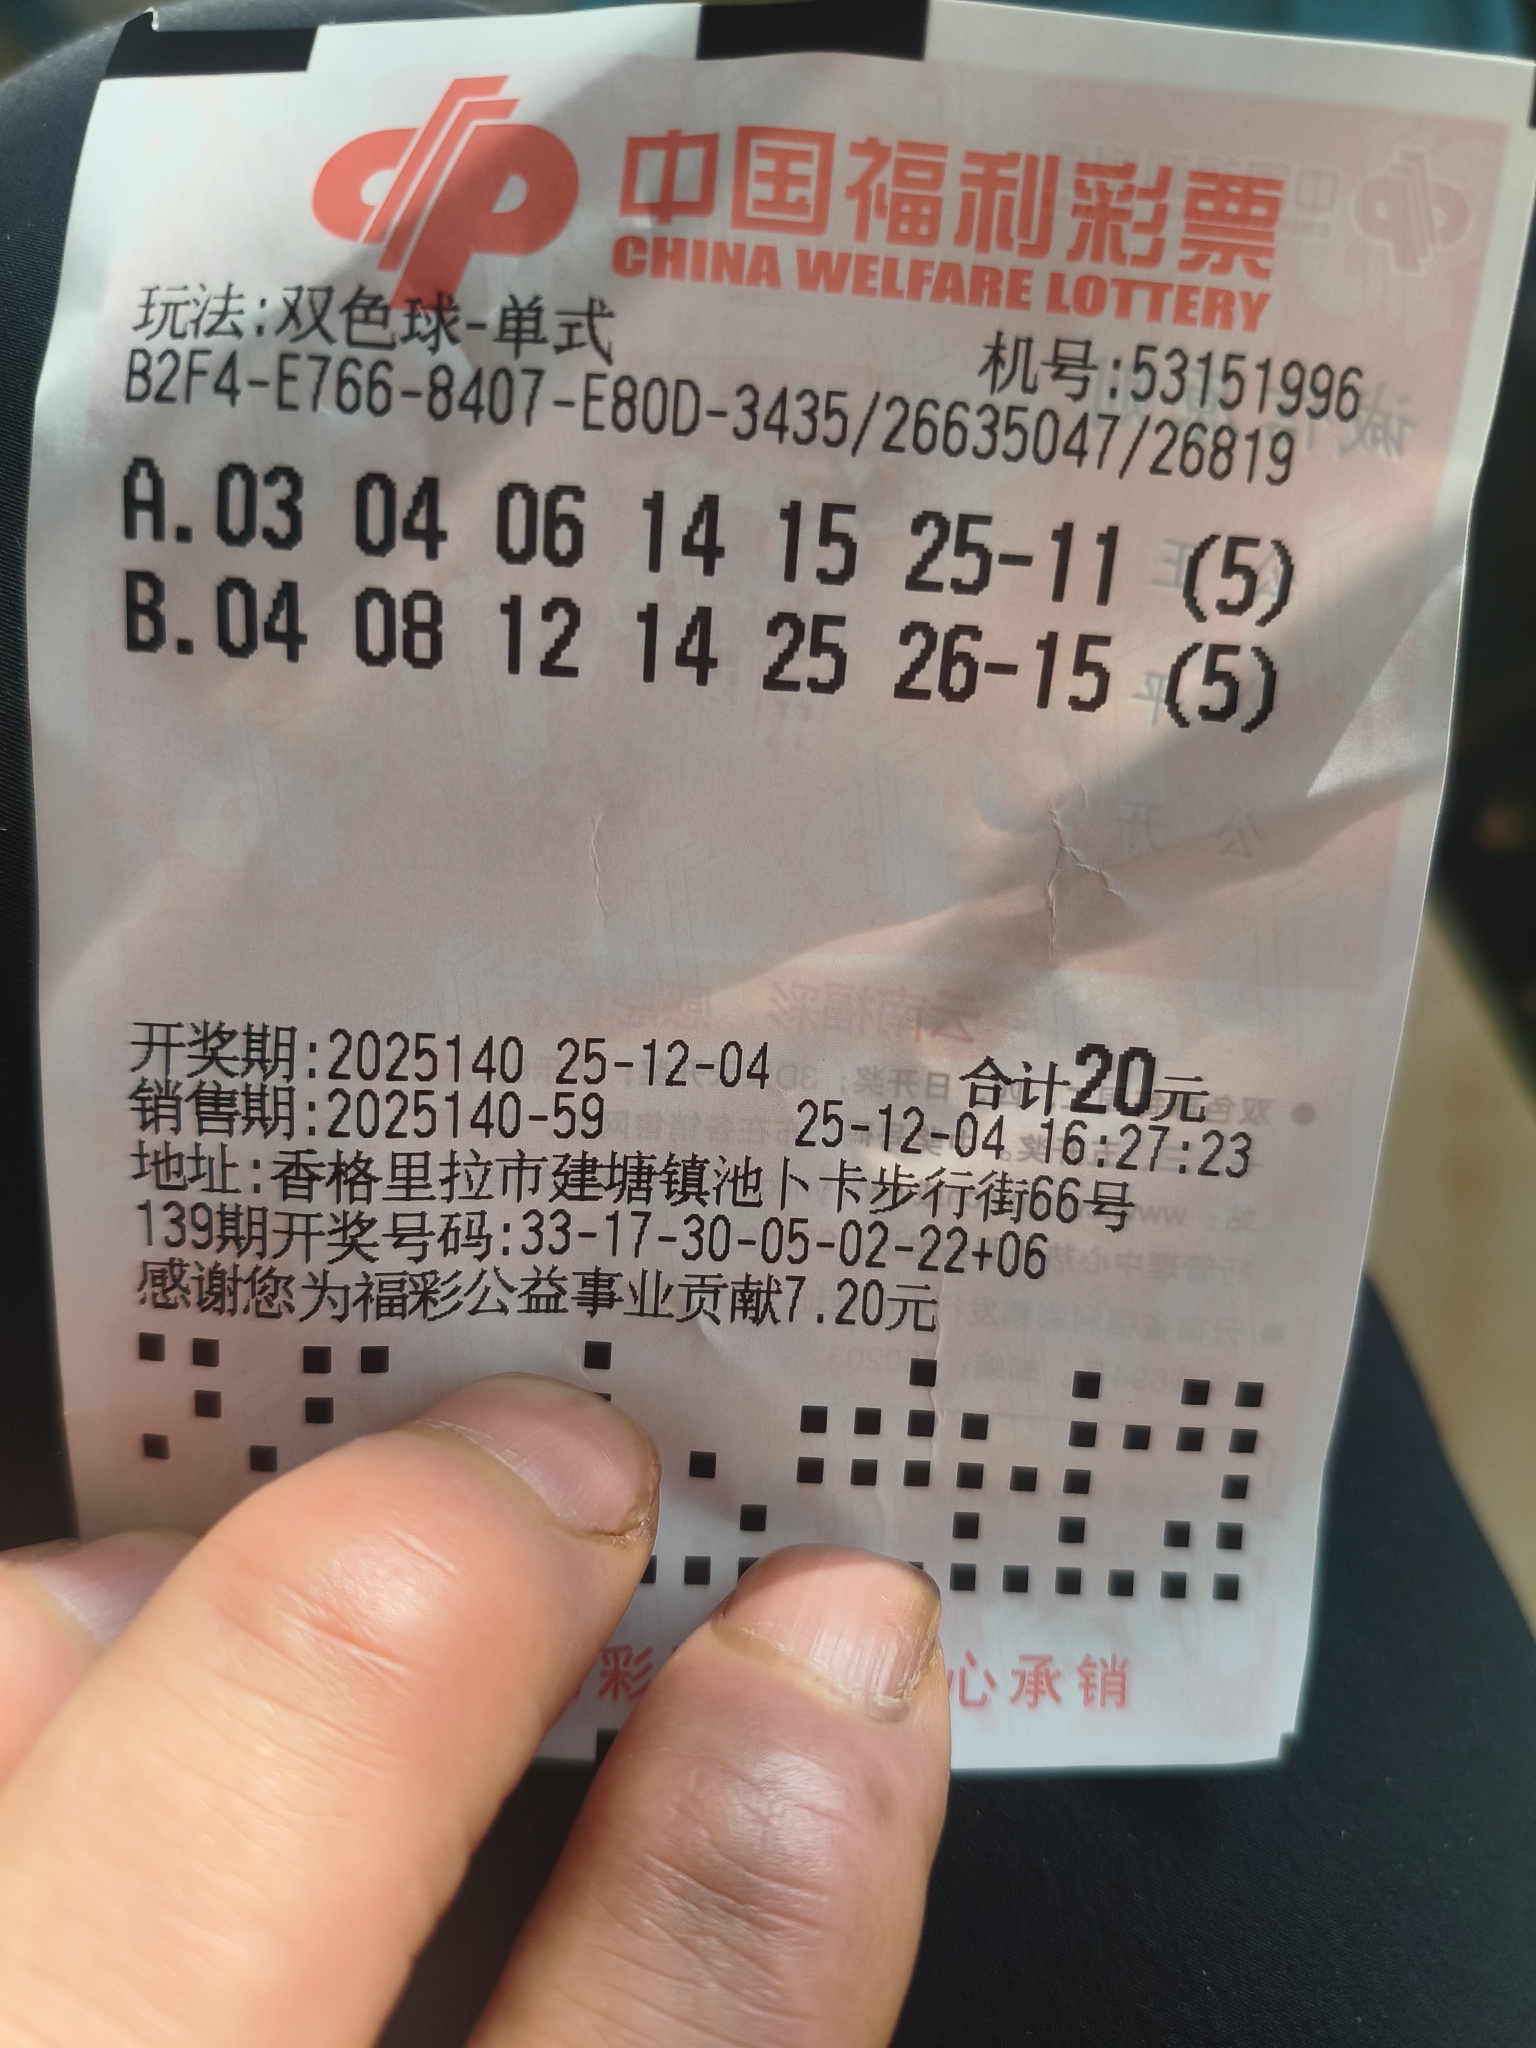 中国福利彩票
CHINA WELFARE LOTTERY
玩法:双色球-单式
机号:53151996
B2F4-E766-8407-E80D-3435/26635047/26819
A.03 04 06 14 15 25-11 (5)
B.04 08 12 14 25 26-15 (5)
开奖期:2025140 25-12-04 合计20元
销售期:2025140-59 25-12-04 16:27:23
地址:香格里拉市建塘镇池卜卡步行街66号
139期开奖号码:33-17-30-05-02-22+06
感谢您为福彩公益事业贡献7.20元
彩 心承销